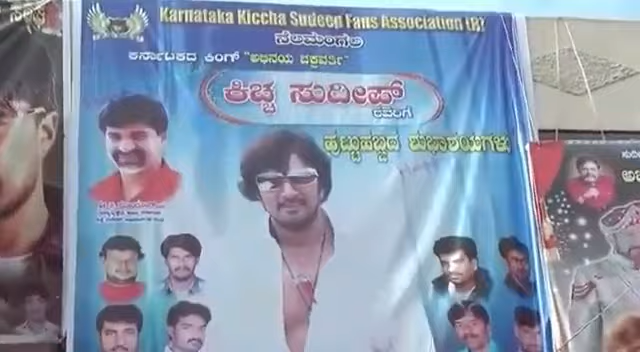 Karnataka Kiccha Sudeep Fans Association (R)
ನೆಲಮಂಗಲ
ಕರ್ನಾಟಕದ ಕಿಂಗ್ "ಅಭಿನಯ ಚಕ್ರವರ್ತಿ"
ಕಿಚ್ಚ ಸುದೀಪ್
ರವರಿಗೆ
ಹುಟ್ಟುಹಬ್ಬದ ಶುಭಾಶಯಗಳು